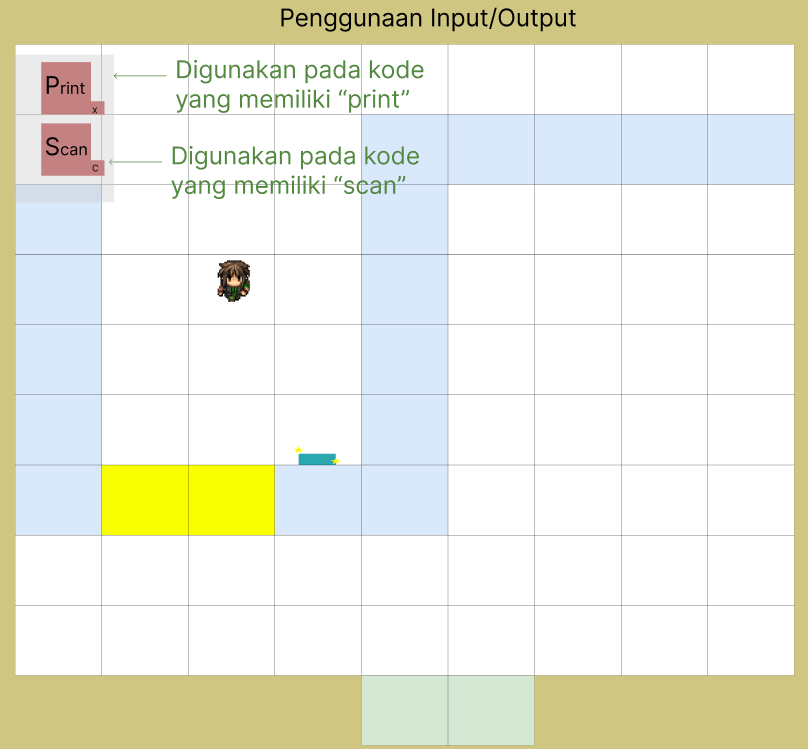 Penggunaan Input/Output
Print
x
Digunakan pada kode
yang memiliki “print”
Scan
c
Digunakan pada kode
yang memiliki “scan”